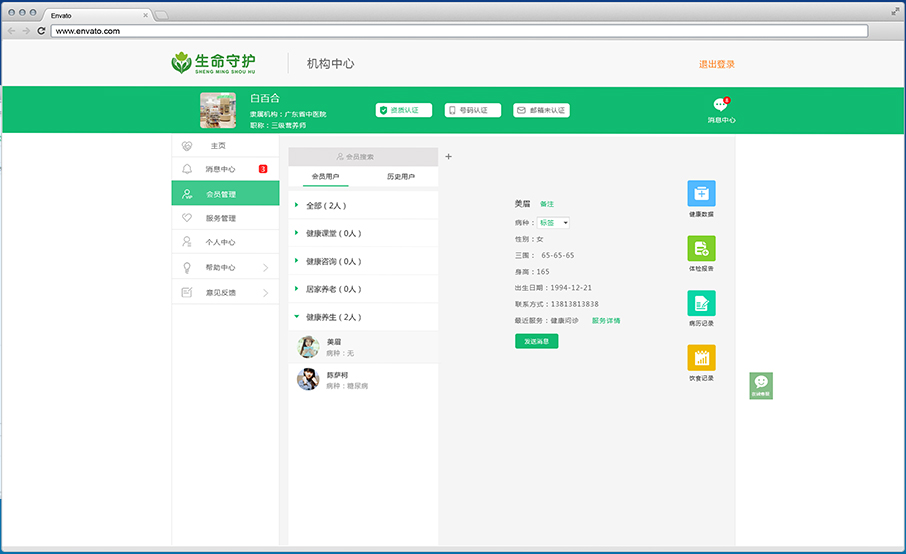 Envato
www.envato.com
生命守护
SHENG MING SHOU HU
机构中心
退出登录
白百合
隶属机构：广东省中医院
职称：三级营养师
资质认证
号码认证
邮箱未认证
消息中心
主页
消息中心
3
会员管理
服务管理
个人中心
帮助中心
意见反馈
会员搜索
+
会员用户
历史用户
全部（2人）
健康课堂（0人）
健康咨询（0人）
居家养老（0人）
健康养生（2人）
美眉
病种：无
陈萨柯
病种：糖尿病
美眉 备注
病种：标签
性别：女
三围： 65-65-65
身高：165
出生日期：1994-12-21
联系方式：13813813838
最近服务：健康问诊 服务详情
发送消息
健康数据
体检报告
病历记录
饮食记录